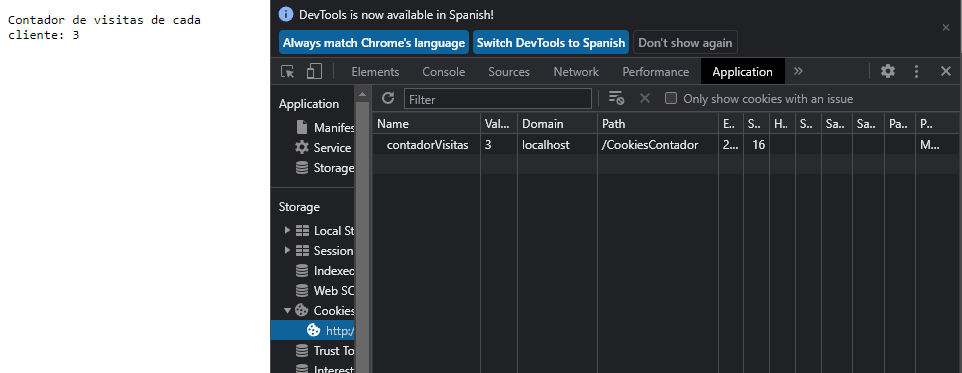 Contador de visitas de cada
cliente: 3
DevTools is now available in Spanish!
Always match Chrome's language Switch DevTools to Spanish Don't show again
Elements Console Sources Network Performance Application
Application
Manifes
Service
Storage
Storage
Local St
Session
Indexed
Web SC
Cookies
http:/
Trust To
Interest
Filter Only show cookies with an issue
Name Val... Domain Path E.. S.. H.. S.. Sa... Sa... Pa... P..
contadorVisitas 3 localhost /CookiesContador 2... 16 M...